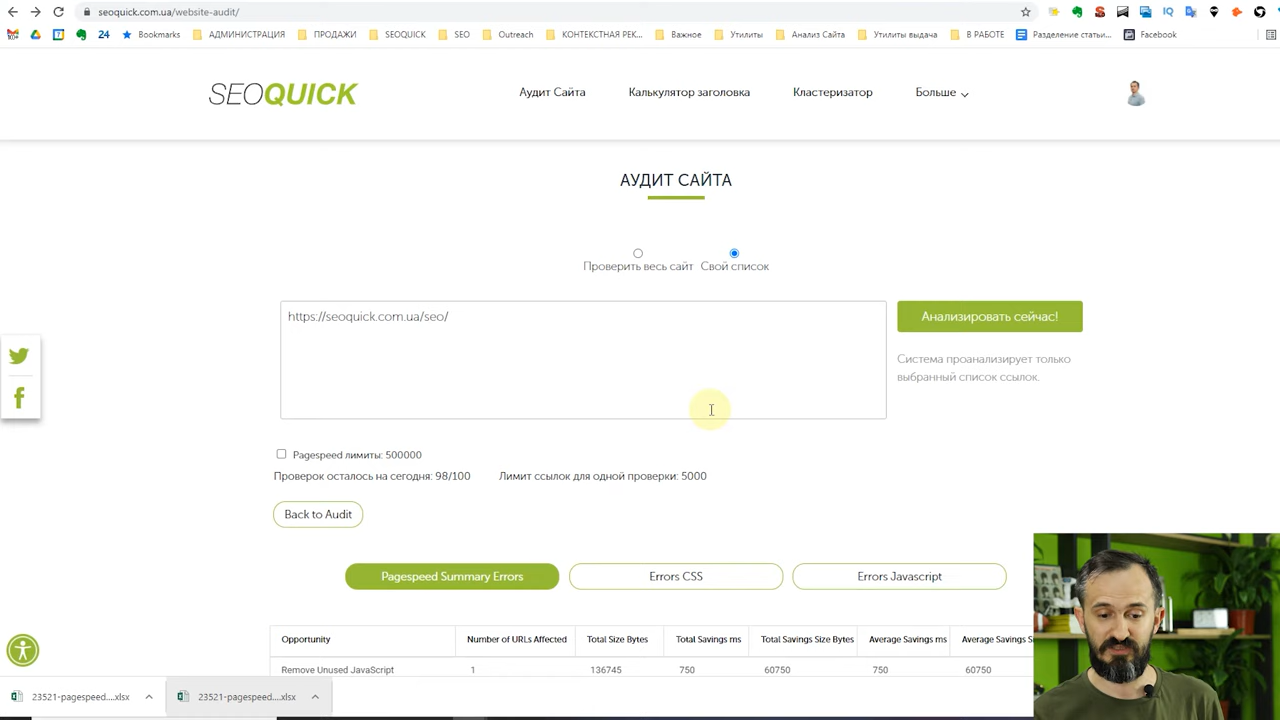 seoquick.com.ua/website-audit/
24 Bookmarks АДМИНИСТРАЦИЯ ПРОДАЖИ SEOQUICK SEO Outreach КОНТЕКСТНАЯ РЕК... Важное Утилиты Анализ Сайта Утилиты выдача В РАБОТЕ Разделение статьи... Facebook
SEOQUICK Аудит Сайта Калькулятор заголовка Кластеризатор Больше
АУДИТ САЙТА
Проверить весь сайт Свой список
https://seoquick.com.ua/seo/ Анализировать сейчас!
Система проанализирует только
выбранный список ссылок.
Pagespeed лимиты: 500000
Проверок осталось на сегодня: 98/100 Лимит ссылок для одной проверки: 5000
Back to Audit
Pagespeed Summary Errors Errors CSS Errors Javascript
Opportunity Number of URLs Affected Total Size Bytes Total Savings ms Total Savings Size Bytes Average Savings ms Average Savings S
Remove Unused JavaScript 1 136745 750 60750 750 60750
23521-pagespeed....xlsx 23521-pagespeed....xlsx